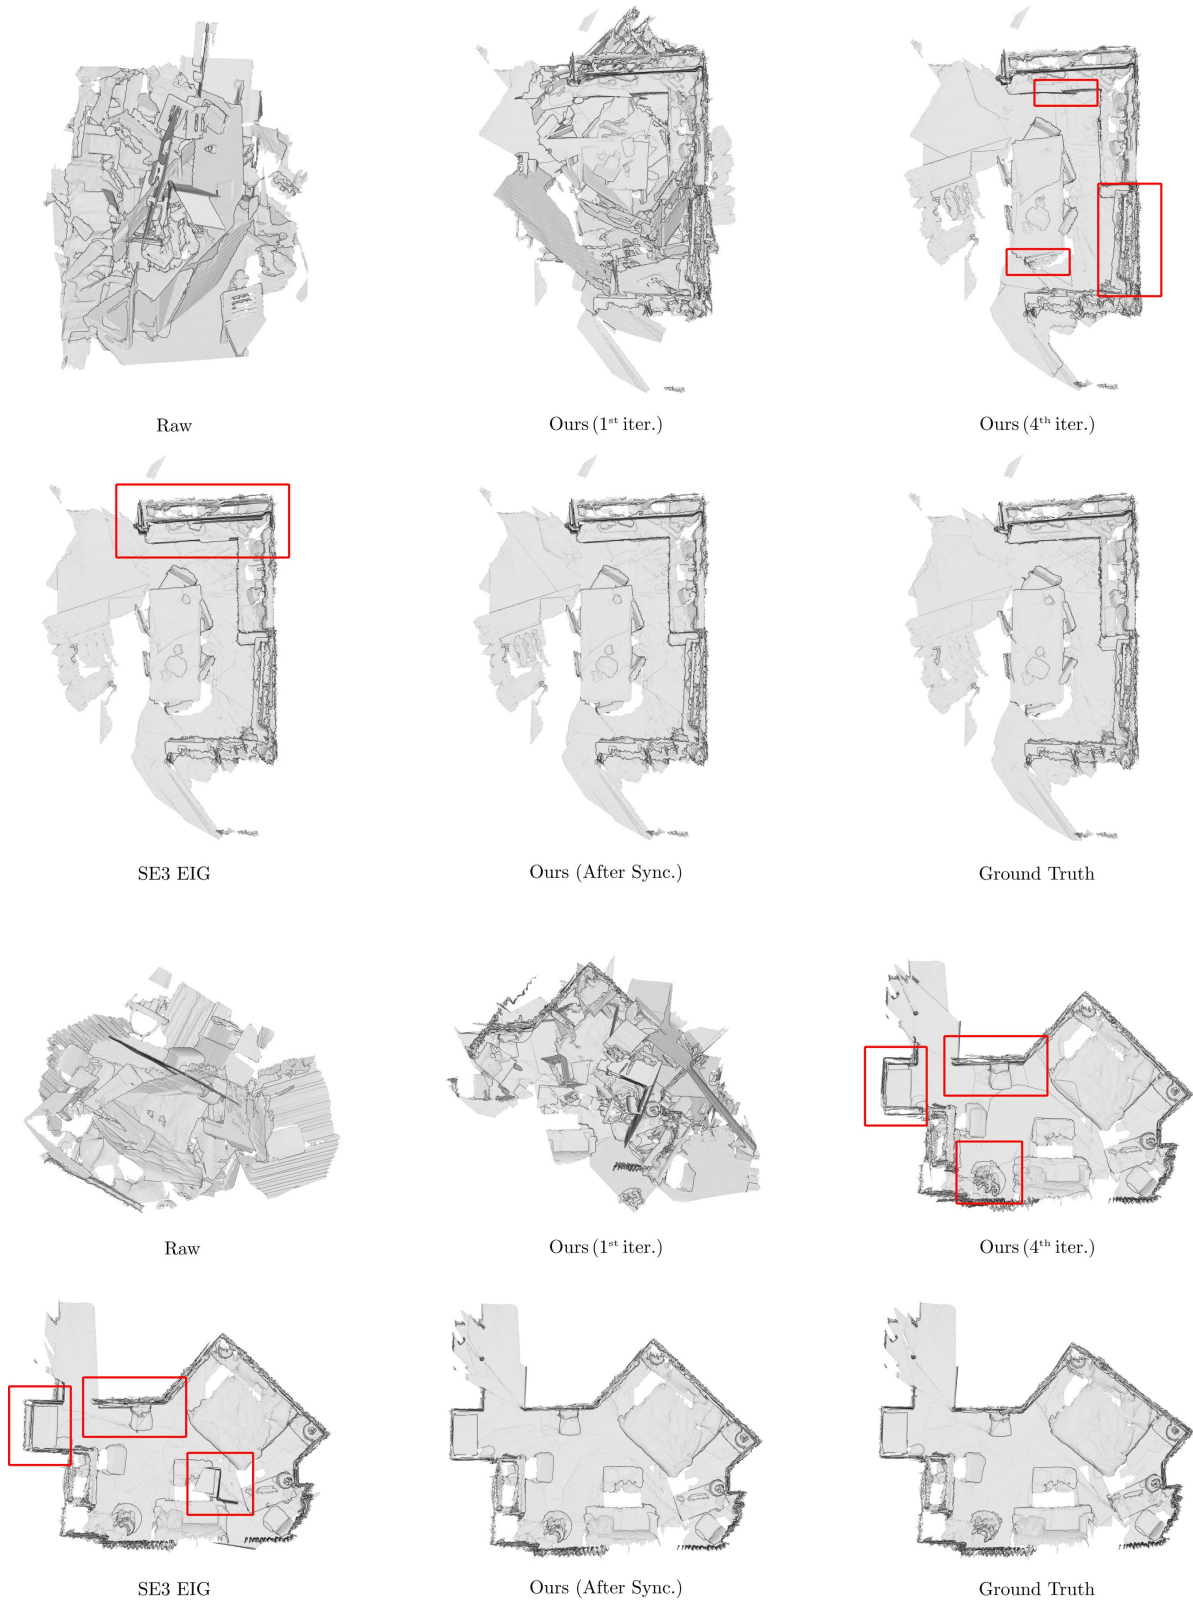 Raw
Ours (1st iter.)
Ours (4th iter.)
SE3 EIG
Ours (After Sync.)
Ground Truth
Raw
Ours (1st iter.)
Ours (4th iter.)
SE3 EIG
Ours (After Sync.)
Ground Truth